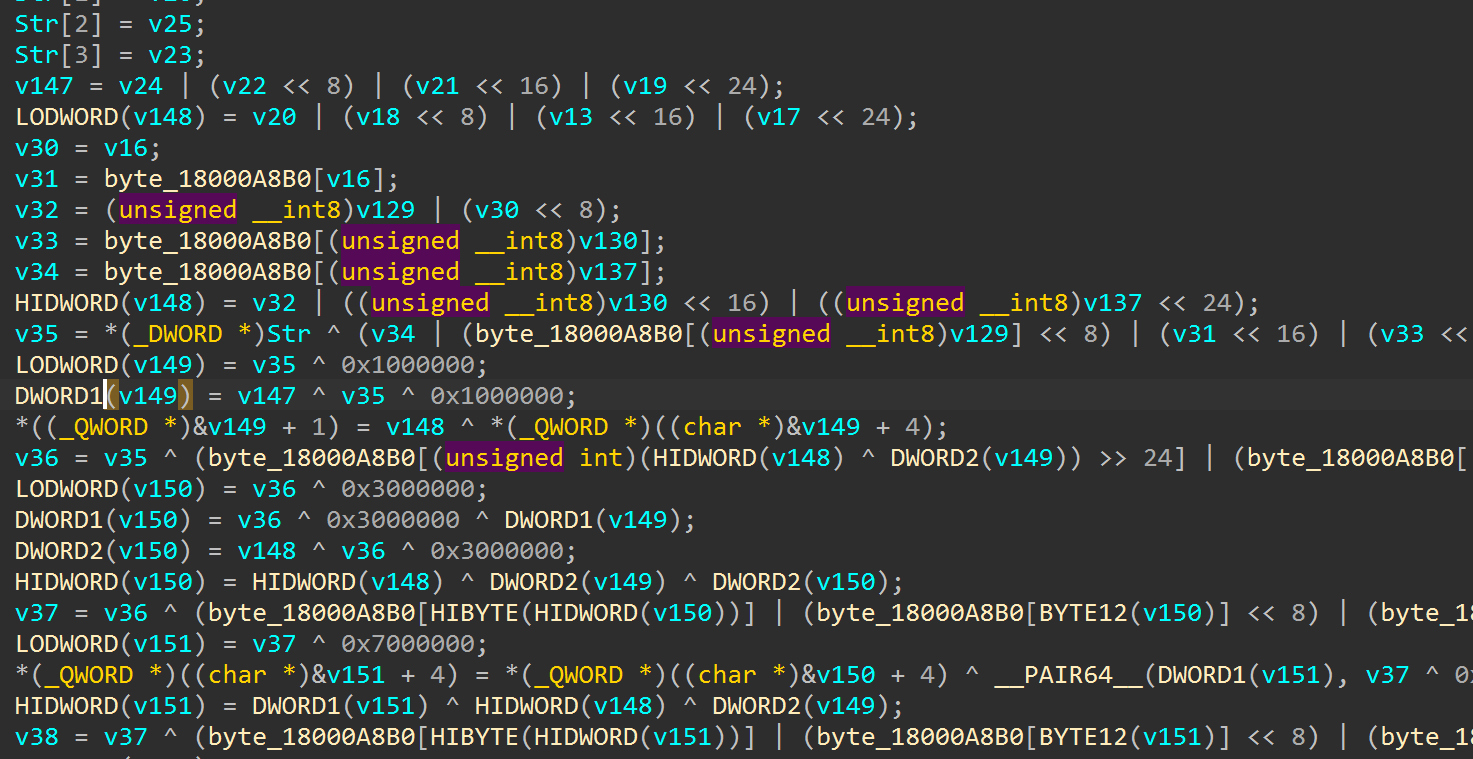 Str[2] = v25;
Str[3] = v23;
v147 = v24 | (v22 << 8) | (v21 << 16) | (v19 << 24);
LODWORD(v148) = v20 | (v18 << 8) | (v13 << 16) | (v17 << 24);
v30 = v16;
v31 = byte_18000A8B0[v16];
v32 = (unsigned __int8)v129 | (v30 << 8);
v33 = byte_18000A8B0[(unsigned __int8)v130];
v34 = byte_18000A8B0[(unsigned __int8)v137];
HIDWORD(v148) = v32 | ((unsigned __int8)v130 << 16) | ((unsigned __int8)v137 << 24);
v35 = *(_DWORD *)Str ^ (v34 | (byte_18000A8B0[(unsigned __int8)v129] << 8) | (v31 << 16) | (v33 <<
LODWORD(v149) = v35 ^ 0x1000000;
DWORD1(v149) = v147 ^ v35 ^ 0x1000000;
*((_QWORD *)&v149 + 1) = v148 ^ *(_QWORD *)((char *)&v149 + 4);
v36 = v35 ^ (byte_18000A8B0[(unsigned int)(HIDWORD(v148) ^ DWORD2(v149)) >> 24] | (byte_18000A8B0[
LODWORD(v150) = v36 ^ 0x3000000;
DWORD1(v150) = v36 ^ 0x3000000 ^ DWORD1(v149);
DWORD2(v150) = v148 ^ v36 ^ 0x3000000;
HIDWORD(v150) = HIDWORD(v148) ^ DWORD2(v149) ^ DWORD2(v150);
v37 = v36 ^ (byte_18000A8B0[HIBYTE(HIDWORD(v150))] | (byte_18000A8B0[BYTE12(v150)] << 8) | (byte_18
LODWORD(v151) = v37 ^ 0x7000000;
*(_QWORD *)((char *)&v151 + 4) = *(_QWORD *)((char *)&v150 + 4) ^ __PAIR64__(DWORD1(v151), v37 ^ 0x
HIDWORD(v151) = DWORD1(v151) ^ HIDWORD(v148) ^ DWORD2(v149);
v38 = v37 ^ (byte_18000A8B0[HIBYTE(HIDWORD(v151))] | (byte_18000A8B0[BYTE12(v151)] << 8) | (byte_18